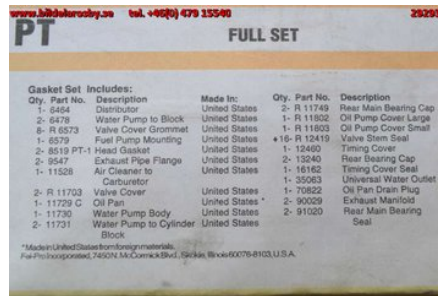 www.bildelarosby.se tel. +46(0) 479 15540
PT
FULL SET
Gasket Set Includes:
Qty. Part No. Description Made In:
1- 6464 Distributor United States
2- 6478 Water Pump to Block United States
8- R 6573 Valve Cover Grommet United States
1- 6579 Fuel Pump Mounting United States
2- 8519 PT-1 Head Gasket United States
2- 9547 Exhaust Pipe Flange United States
1- 11528 Air Cleaner to United States
Carburetor
2- R 11703 Valve Cover United States
1- 11729 C Oil Pan United States *
1- 11730 Water Pump Body United States
2- 11731 Water Pump to Cylinder United States
Block
Qty. Part No. Description
2- R 11749 Rear Main Bearing Cap
1- R 11802 Oil Pump Cover Large
1- R 11803 Oil Pump Cover Small
+16- R 12419 Valve Stem Seal
1- 12460 Timing Cover
2- 13240 Rear Bearing Cap
1- 16162 Timing Cover Seal
1- 35063 Universal Water Outlet
1- 70822 Oil Pan Drain Plug
2- 90029 Exhaust Manifold
2- 91020 Rear Main Bearing
Seal
*Made in United States from foreign materials.
Fel-Pro Incorporated, 7450 N. McCormick Blvd., Skokie, Illinois 60076-8103, U.S.A.